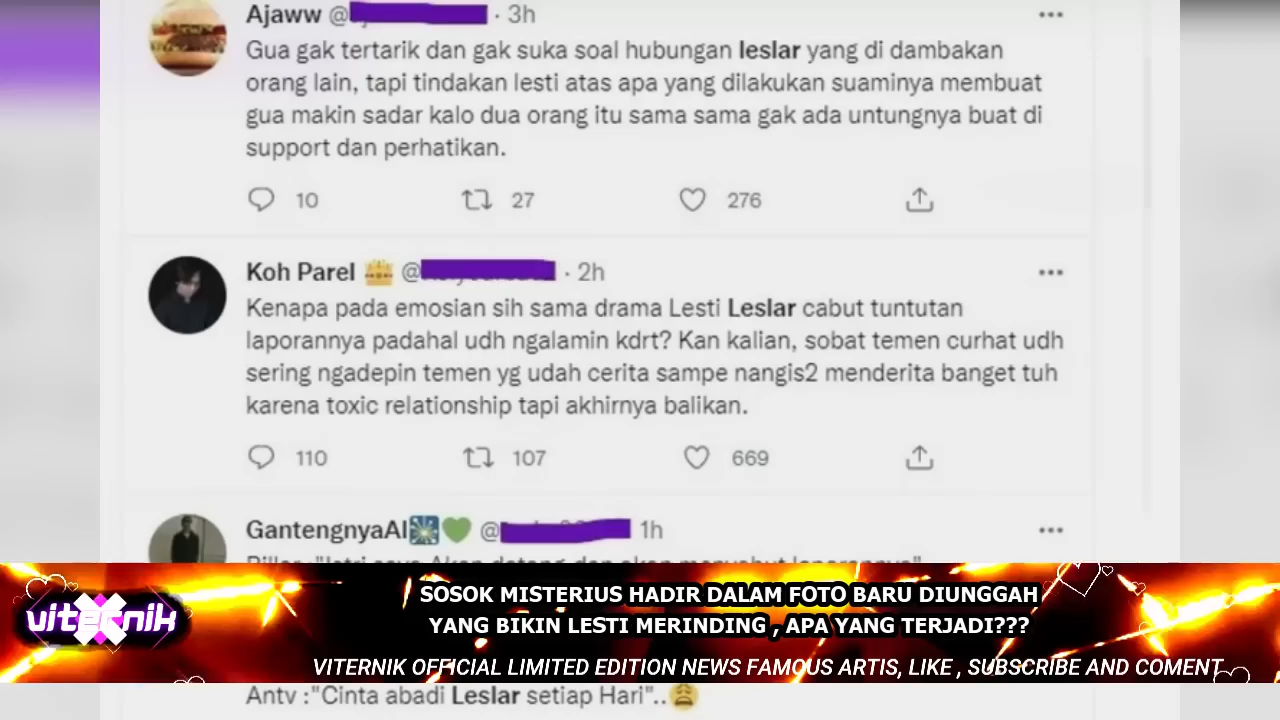 Ajaww @ · 3h
Gua gak tertarik dan gak suka soal hubungan leslar yang di dambakan
orang lain, tapi tindakan lesti atas apa yang dilakukan suaminya membuat
gua makin sadar kalo dua orang itu sama sama gak ada untungnya buat di
support dan perhatikan.
10 27 276
Koh Parel @ · 2h
Kenapa pada emosian sih sama drama Lesti Leslar cabut tuntutan
laporannya padahal udh ngalamin kdrt? Kan kalian, sobat temen curhat udh
sering ngadepin temen yg udah cerita sampe nangis2 menderita banget tuh
karena toxic relationship tapi akhirnya balikan.
110 107 669
GantengnyaAl @ 1h
viternik
SOSOK MISTERIUS HADIR DALAM FOTO BARU DIUNGGAH
YANG BIKIN LESTI MERINDING , APA YANG TERJADI???
VITERNIK OFFICIAL LIMITED EDITION NEWS FAMOUS ARTIS, LIKE , SUBSCRIBE AND COMENT
Antv :"Cinta abadi Leslar setiap Hari"..